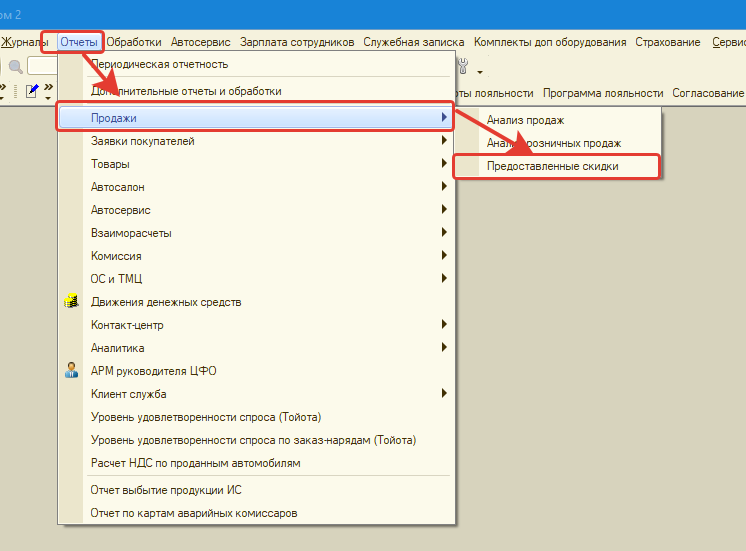 ом 2
Журналы Отчеты Обработки Автосервис Зарплата сотрудников Служебная записка Комплекты доп оборудования Страхование Сервис
Периодическая отчетность
Дополнительные отчеты и обработки
Продажи
Заявки покупателей
Товары
Автосалон
Автосервис
Взаиморасчеты
Комиссия
ОС и ТМЦ
Движения денежных средств
Контакт-центр
Аналитика
АРМ руководителя ЦФО
Клиент служба
Уровень удовлетворенности спроса (Тойота)
Уровень удовлетворенности спроса по заказ-нарядам (Тойота)
Расчет НДС по проданным автомобилям
Отчет выбытие продукции ИС
Отчет по картам аварийных комиссаров
оты лояльности Программа лояльности Согласование
Анализ продаж
Анализ розничных продаж
Предоставленные скидки